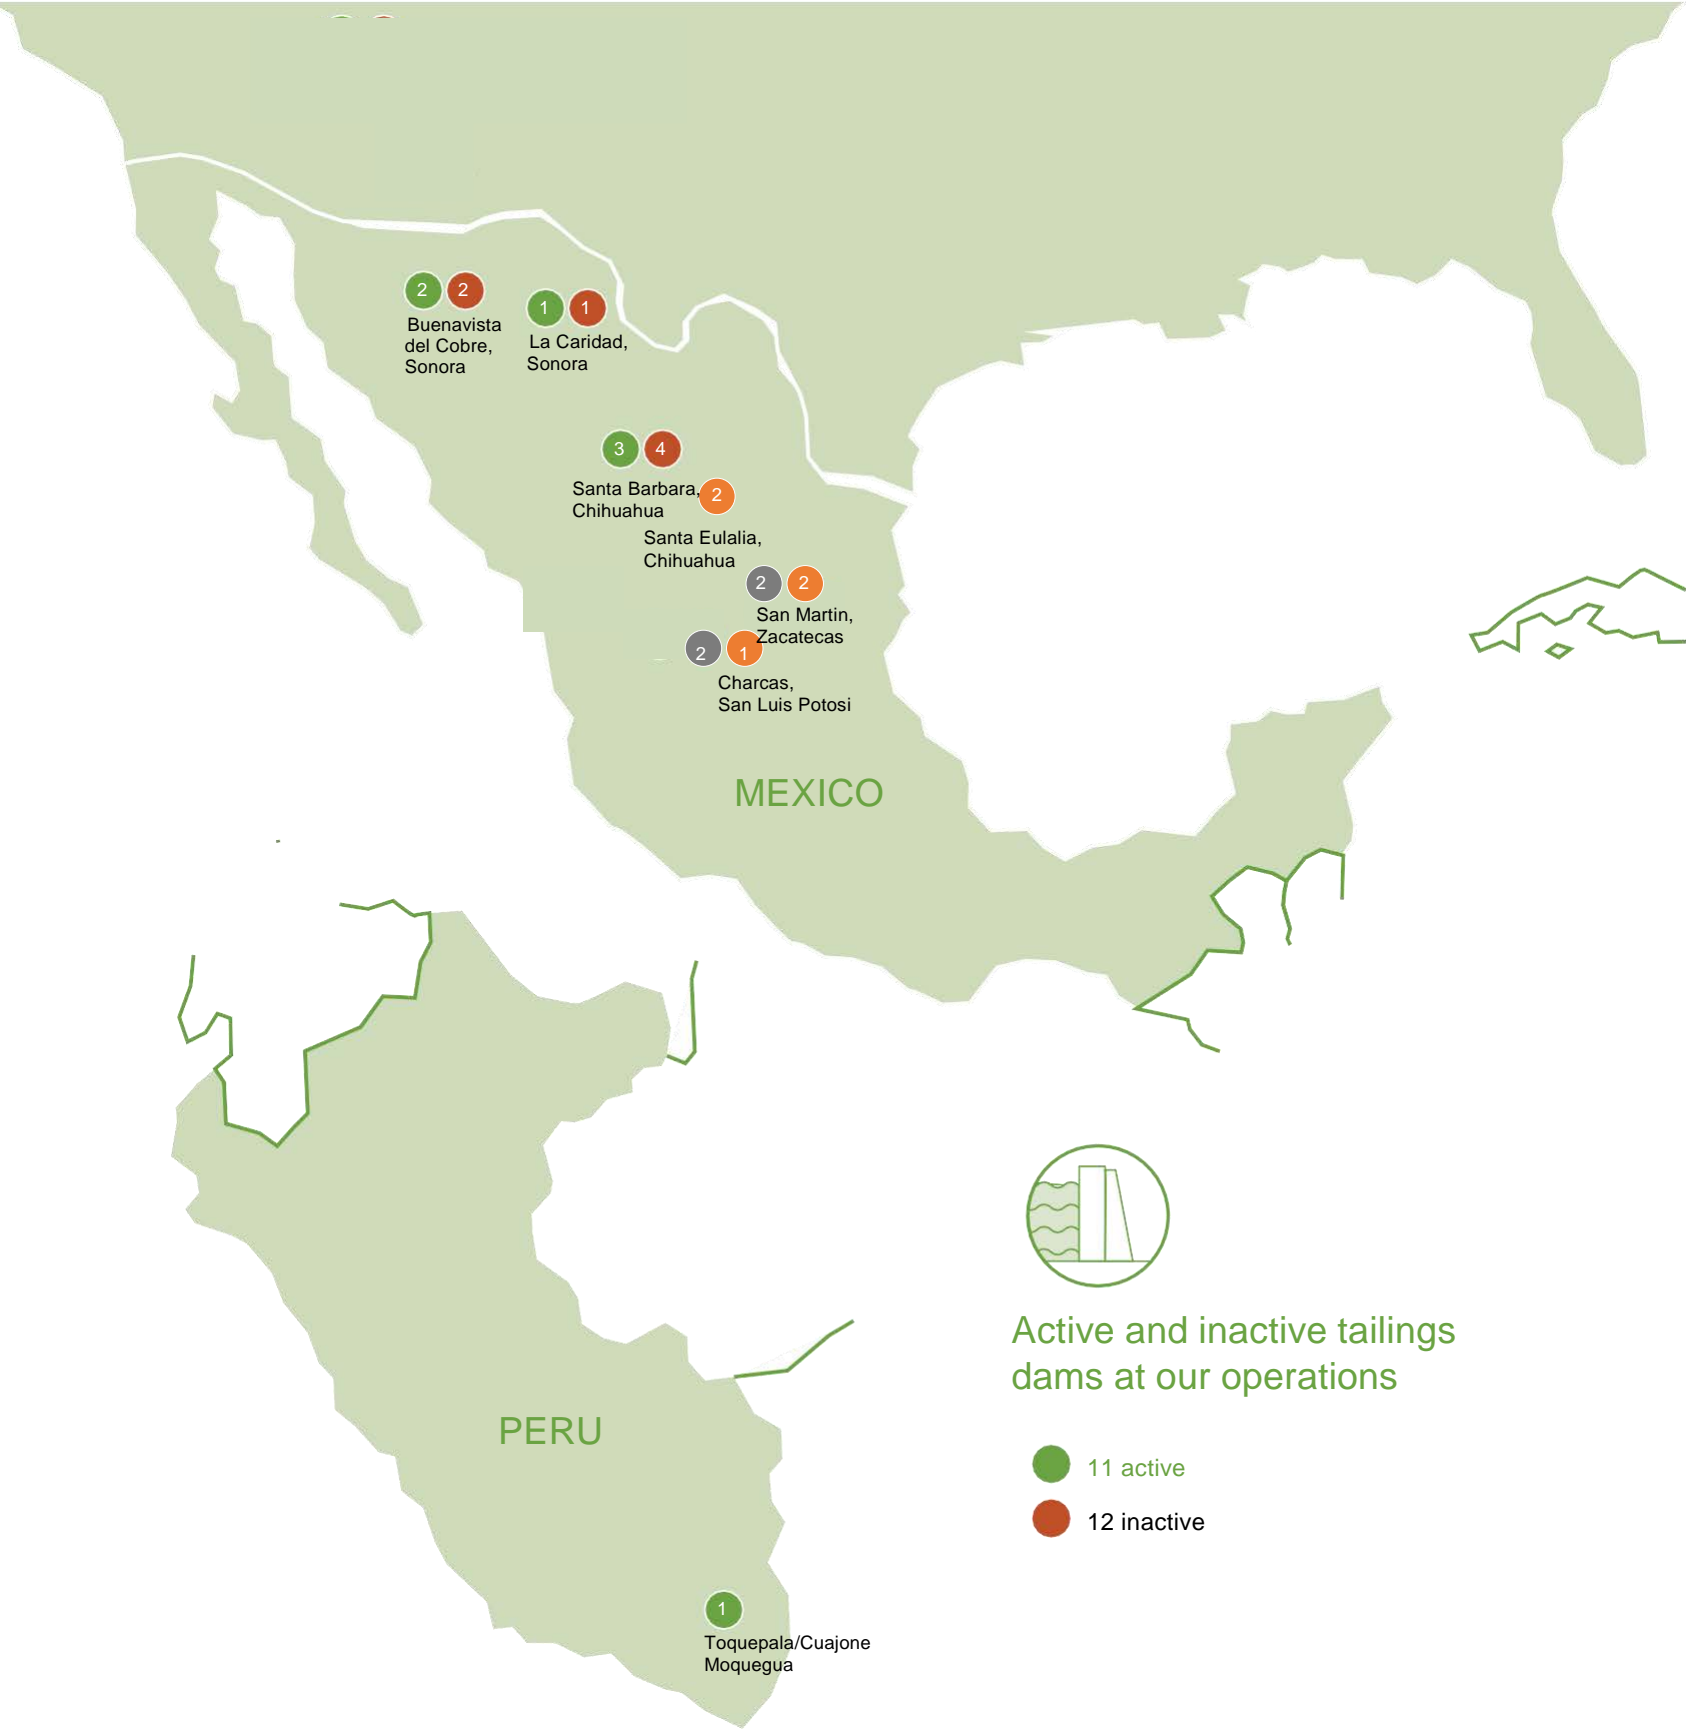 2 2
Buenavista
del Cobre,
Sonora
1 1
La Caridad,
Sonora
3 4
Santa Barbara,
Chihuahua
2
Santa Eulalia,
Chihuahua
2 2
San Martin,
Zacatecas
2 1
Charcas,
San Luis Potosi
MEXICO
PERU
1
Toquepala/Cuajone
Moquegua
Active and inactive tailings
dams at our operations
11 active
12 inactive